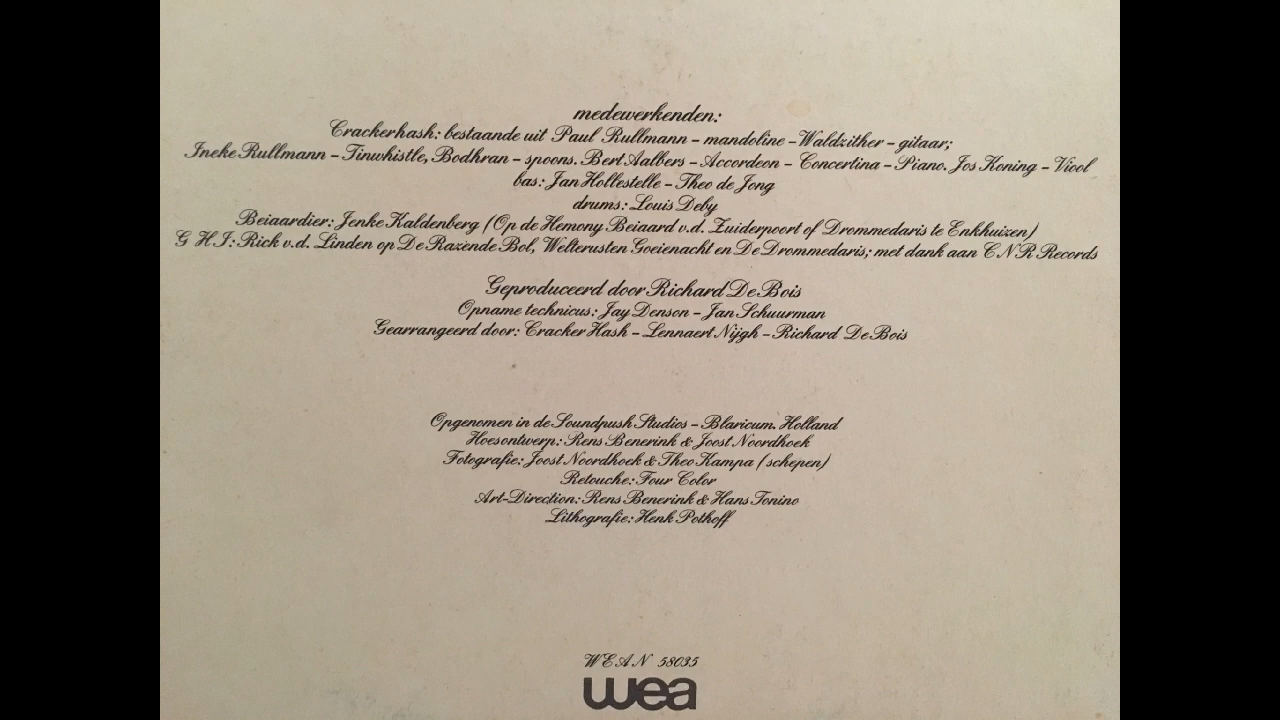 medewerkenden:
Crackerhash: bestaande uit Paul Rullmann – mandoline – Waldzither – gitaar;
Ineke Rullmann – Tinwhistle, Bodhran – spoons. Bert Aalbers – Accordeon – Concertina – Piano. Jos Koning – Viool
bas: Jan Hollestelle – Theo de Jong
drums: Louis Deby
Beiaardier: Jenke Kaldenberg (Op de Hemony Beiaard v.d. Zuiderpoort of Drommedaris te Enkhuizen)
G H I: Rick v.d. Linden op De Razende Bol, Welterusten Goeienacht en De Drommedaris; met dank aan C N R Records
Geproduceerd door Richard De Bois
Opname technicus: Jay Denson – Jan Schuurman
Gearrangeerd door: Cracker Hash – Lennaert Nijgh – Richard De Bois
Opgenomen in de Soundpush Studios – Blaricum. Holland
Hoesontwerp: Rens Benerink & Joost Noordhoek
Fotografie: Joost Noordhoek & Theo Kampa (schepen)
Retouche: Four Color
Art-Direction: Rens Benerink & Hans Tonino
Lithografie: Henk Pothoff
W E A N 58035
wea